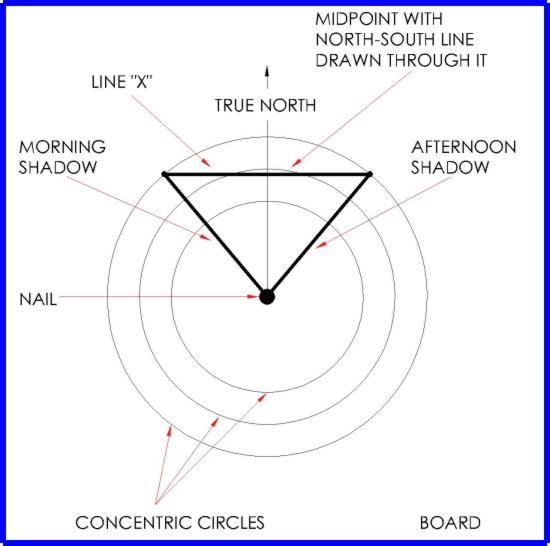 MIDPOINT WITH
NORTH-SOUTH LINE
DRAWN THROUGH IT
LINE "X"
TRUE NORTH
MORNING
SHADOW
AFTERNOON
SHADOW
NAIL
CONCENTRIC CIRCLES
BOARD